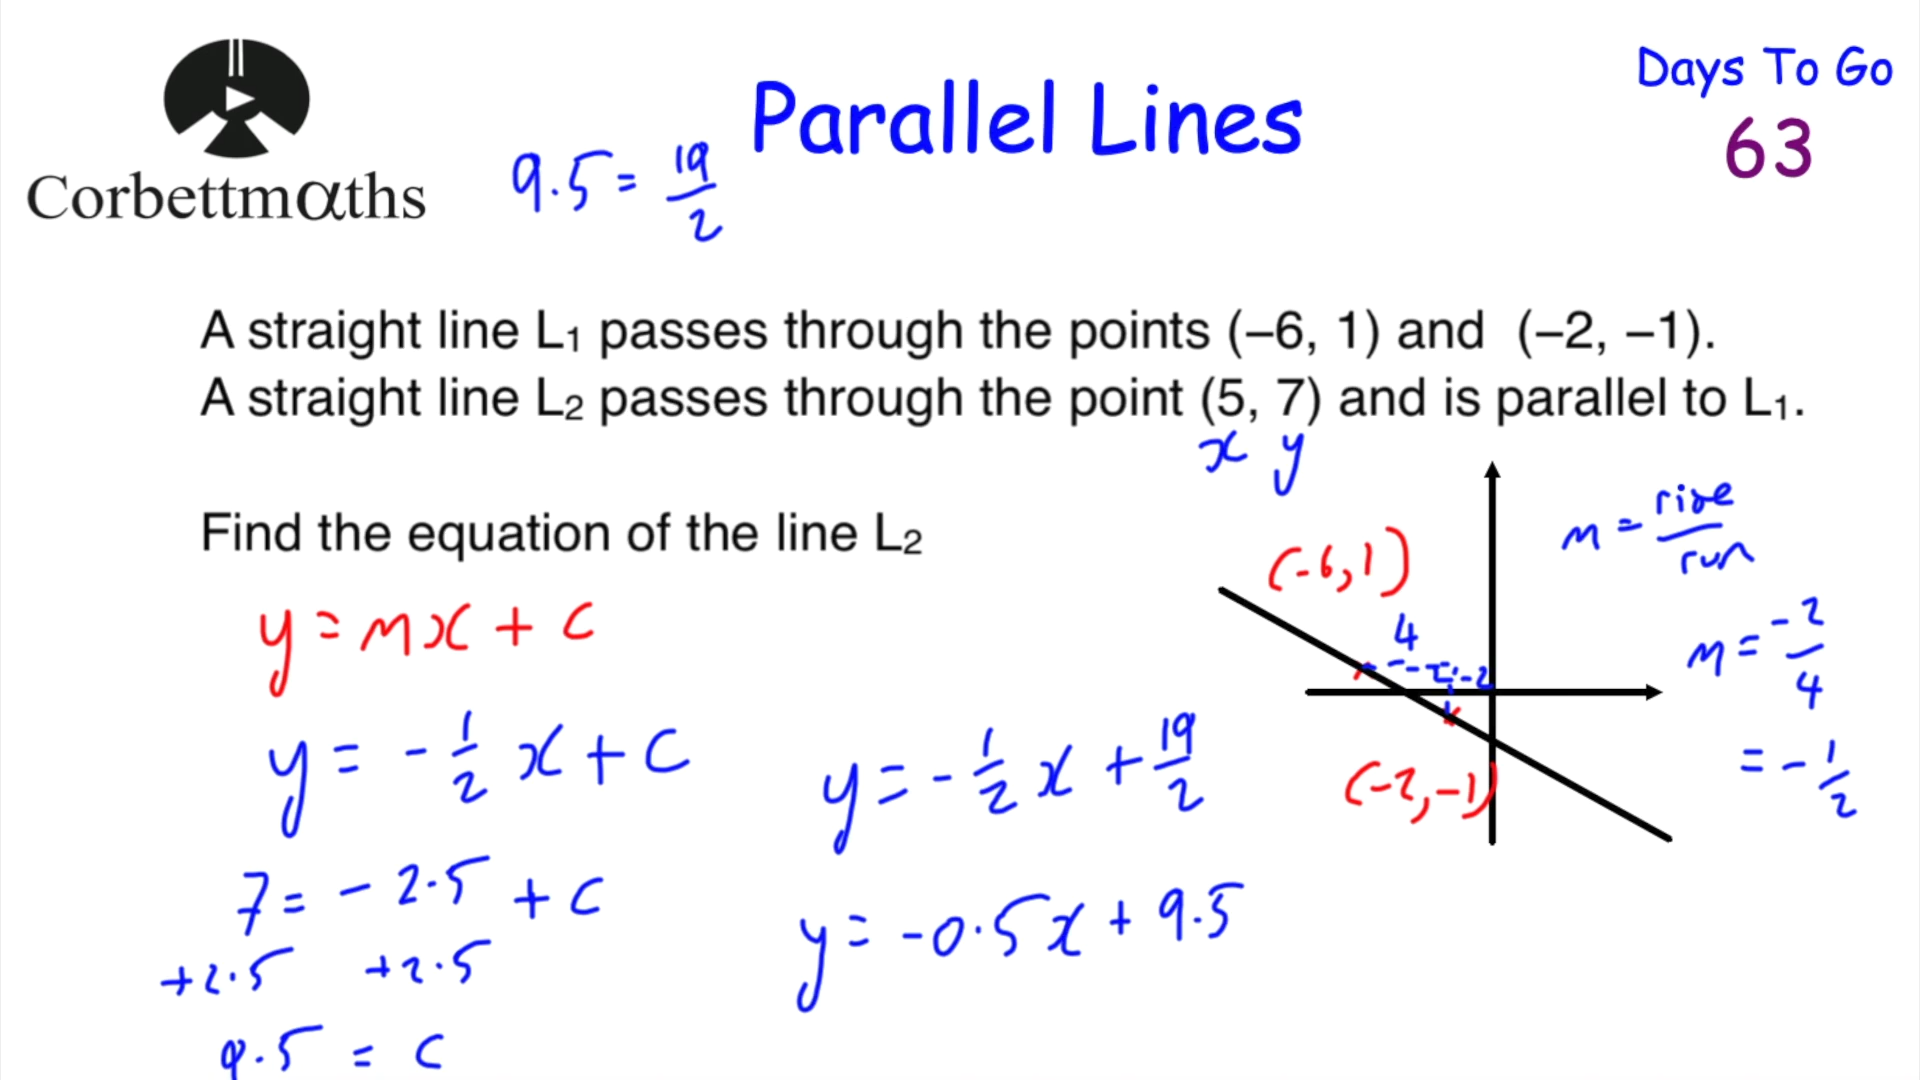 Days To Go
63
Parallel Lines
Corbettmαths
9.5 = 19/2
A straight line L₁ passes through the points (–6, 1) and (–2, –1).
A straight line L₂ passes through the point (5, 7) and is parallel to L₁.
x y
Find the equation of the line L₂
y = mx + c
y = -1/2 x + c
7 = -2.5 + c
+2.5 +2.5
9.5 = c
y = -1/2 x + 19/2
y = -0.5x + 9.5
(-6, 1)
4
-2
(-2, -1)
m = rise/run
m = -2/4
= -1/2